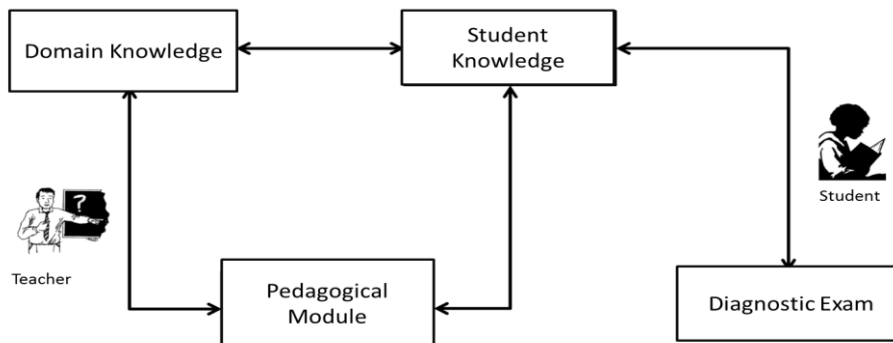 Domain Knowledge
Student
Knowledge
?
Student
Teacher
Pedagogical
Module
Diagnostic Exam